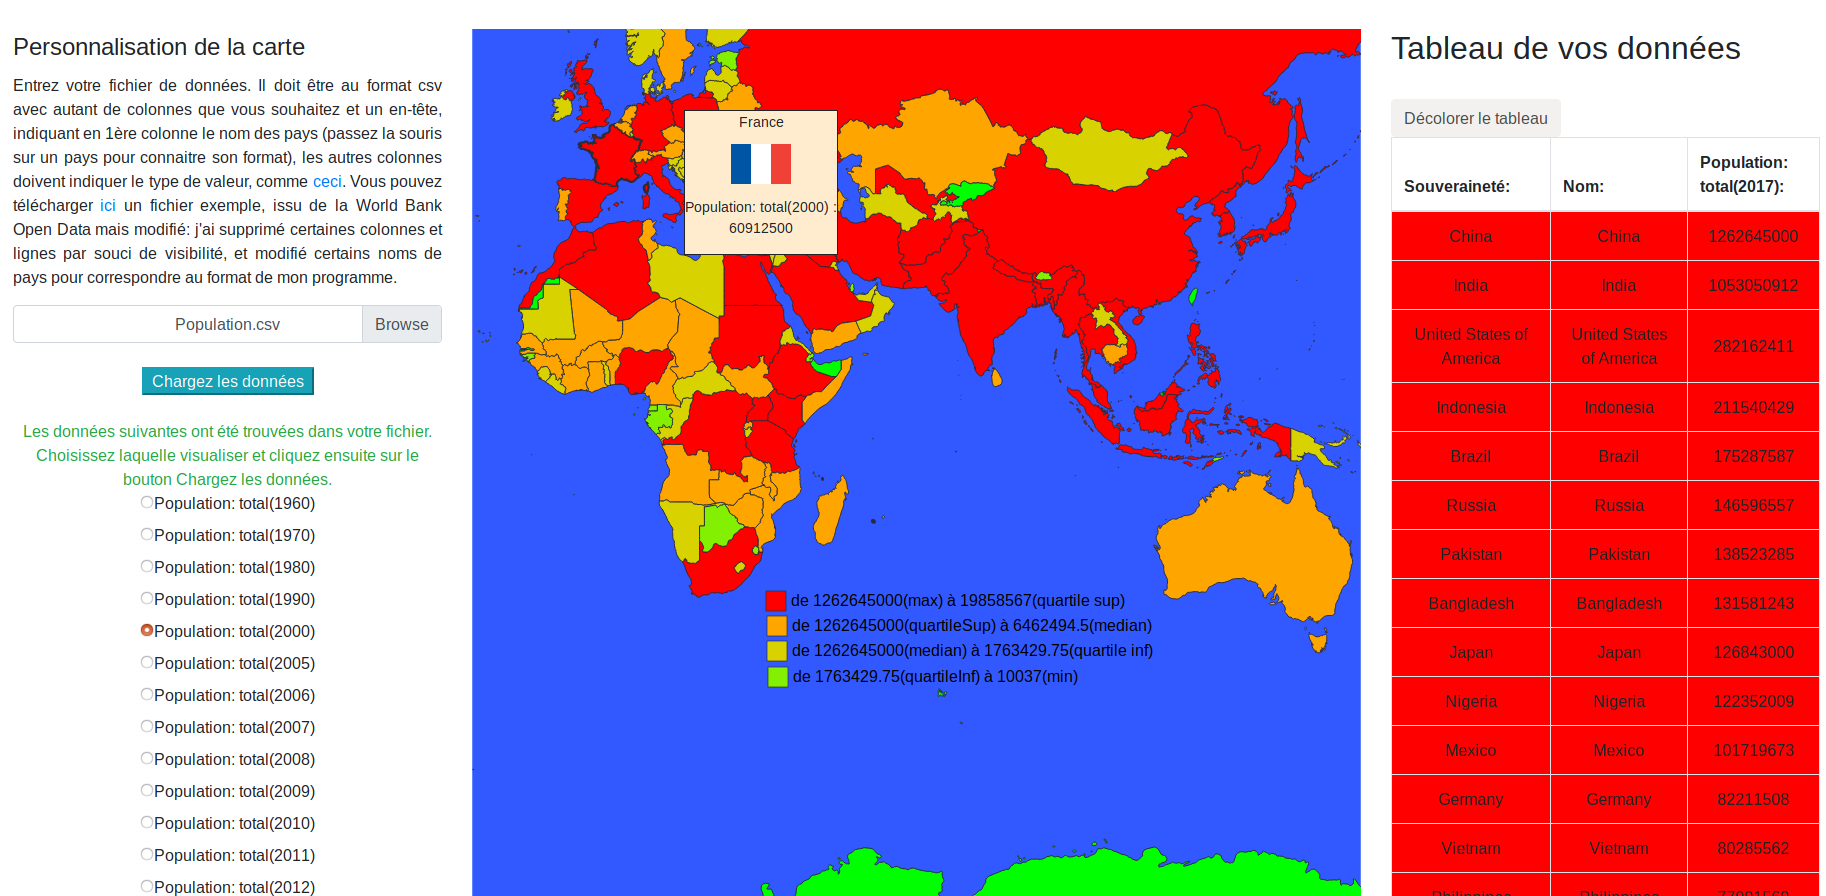 Personnalisation de la carte
Entrez votre fichier de données. Il doit être au format csv
avec autant de colonnes que vous souhaitez et un en-tête,
indiquant en 1ère colonne le nom des pays (passez la souris
sur un pays pour connaitre son format), les autres colonnes
doivent indiquer le type de valeur, comme ceci. Vous pouvez
télécharger ici un fichier exemple, issu de la World Bank
Open Data mais modifié: j'ai supprimé certaines colonnes et
lignes par souci de visibilité, et modifié certains noms de
pays pour correspondre au format de mon programme.
Population.csv Browse
Chargez les données
Les données suivantes ont été trouvées dans votre fichier.
Choisissez laquelle visualiser et cliquez ensuite sur le
bouton Chargez les données.
Population: total(1960)
Population: total(1970)
Population: total(1980)
Population: total(1990)
Population: total(2000)
Population: total(2005)
Population: total(2006)
Population: total(2007)
Population: total(2008)
Population: total(2009)
Population: total(2010)
Population: total(2011)
Population: total(2012)
France
Population: total(2000) :
60912500
de 1262645000(max) à 19858567(quartile sup)
de 1262645000(quartileSup) à 6462494.5(median)
de 1262645000(median) à 1763429.75(quartile inf)
de 1763429.75(quartileInf) à 10037(min)
Tableau de vos données
Décolorer le tableau
Souveraineté: Nom: Population:
total(2017):
China China 1262645000
India India 1053050912
United States of
America United States
of America 282162411
Indonesia Indonesia 211540429
Brazil Brazil 175287587
Russia Russia 146596557
Pakistan Pakistan 138523285
Bangladesh Bangladesh 131581243
Japan Japan 126843000
Nigeria Nigeria 122352009
Mexico Mexico 101719673
Germany Germany 82211508
Vietnam Vietnam 80285562